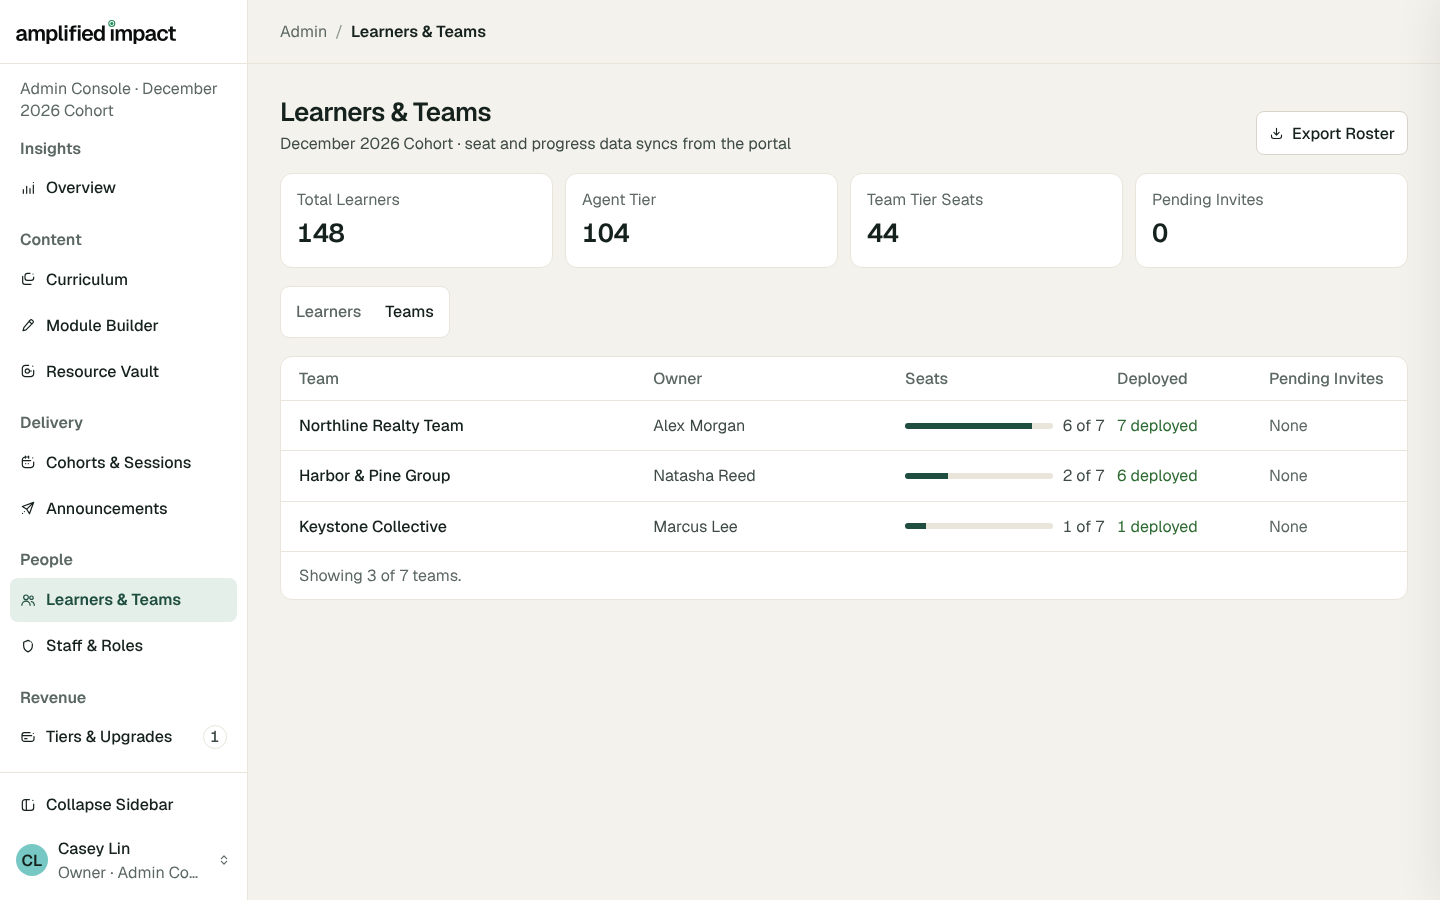 amplified impact
Admin / Learners & Teams
Admin Console · December
2026 Cohort
Insights
Overview
Content
Curriculum
Module Builder
Resource Vault
Delivery
Cohorts & Sessions
Announcements
People
Learners & Teams
Staff & Roles
Revenue
Tiers & Upgrades 1
Collapse Sidebar
CL
Casey Lin
Owner · Admin Co...
Learners & Teams
December 2026 Cohort · seat and progress data syncs from the portal
Export Roster
Total Learners
148
Agent Tier
104
Team Tier Seats
44
Pending Invites
0
Learners Teams
Team Owner Seats Deployed Pending Invites
Northline Realty Team Alex Morgan 6 of 7 7 deployed None
Harbor & Pine Group Natasha Reed 2 of 7 6 deployed None
Keystone Collective Marcus Lee 1 of 7 1 deployed None
Showing 3 of 7 teams.